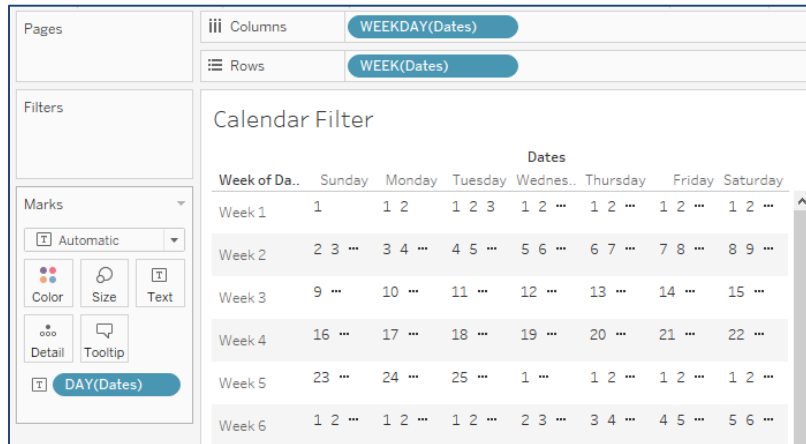 Pages
iii Columns WEEKDAY(Dates)
Rows WEEK(Dates)
Filters
Calendar Filter
Dates
Week of Da.. Sunday Monday Tuesday Wednes.. Thursday Friday Saturday
Marks
Week 1 1 1 2 1 2 3 1 2 ... 1 2 ... 1 2 ... 1 2 ...
T Automatic
Week 2 2 3 ... 3 4 ... 4 5 ... 5 6 ... 6 7 ... 7 8 ... 8 9 ...
T
Color Size Text
Week 3 9 ... 10 ... 11 ... 12 ... 13 ... 14 ... 15 ...
Week 4 16 ... 17 ... 18 ... 19 ... 20 ... 21 ... 22 ...
Detail Tooltip
T DAY(Dates)
Week 5 23 ... 24 ... 25 ... 1 ... 1 2 ... 1 2 ... 1 2 ...
Week 6 1 2 ... 1 2 ... 1 2 ... 2 3 ... 3 4 ... 4 5 ... 5 6 ...